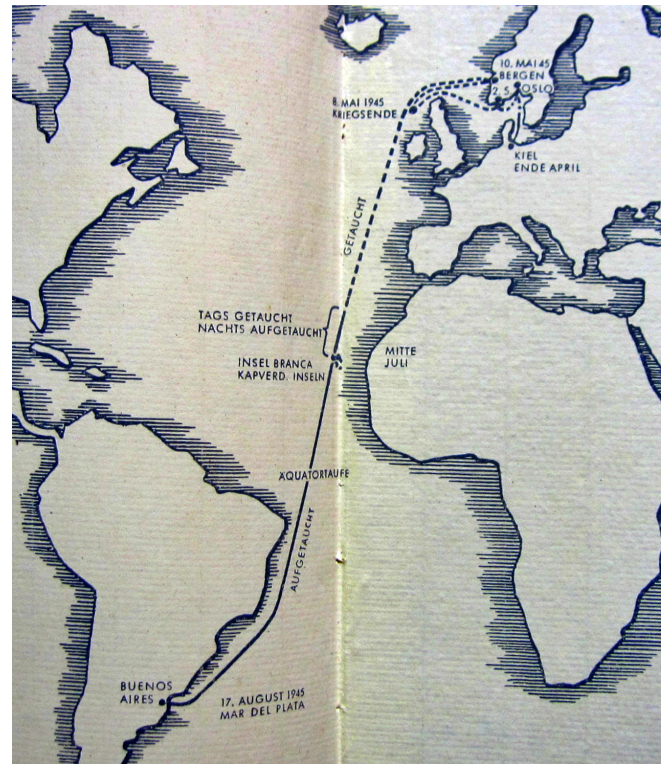 10. MAI 45
BERGEN
2.5. OSLO
8. MAI 1945
KRIEGSENDE
KIEL
ENDE APRIL
GETAUCHT
TAGS GETAUCHT
NACHTS AUFGETAUCHT
INSEL BRANCA
KAPVERD. INSELN
MITTE
JULI
ÄQUATORTAUFE
AUFGETAUCHT
BUENOS
AIRES
17. AUGUST 1945
MAR DEL PLATA